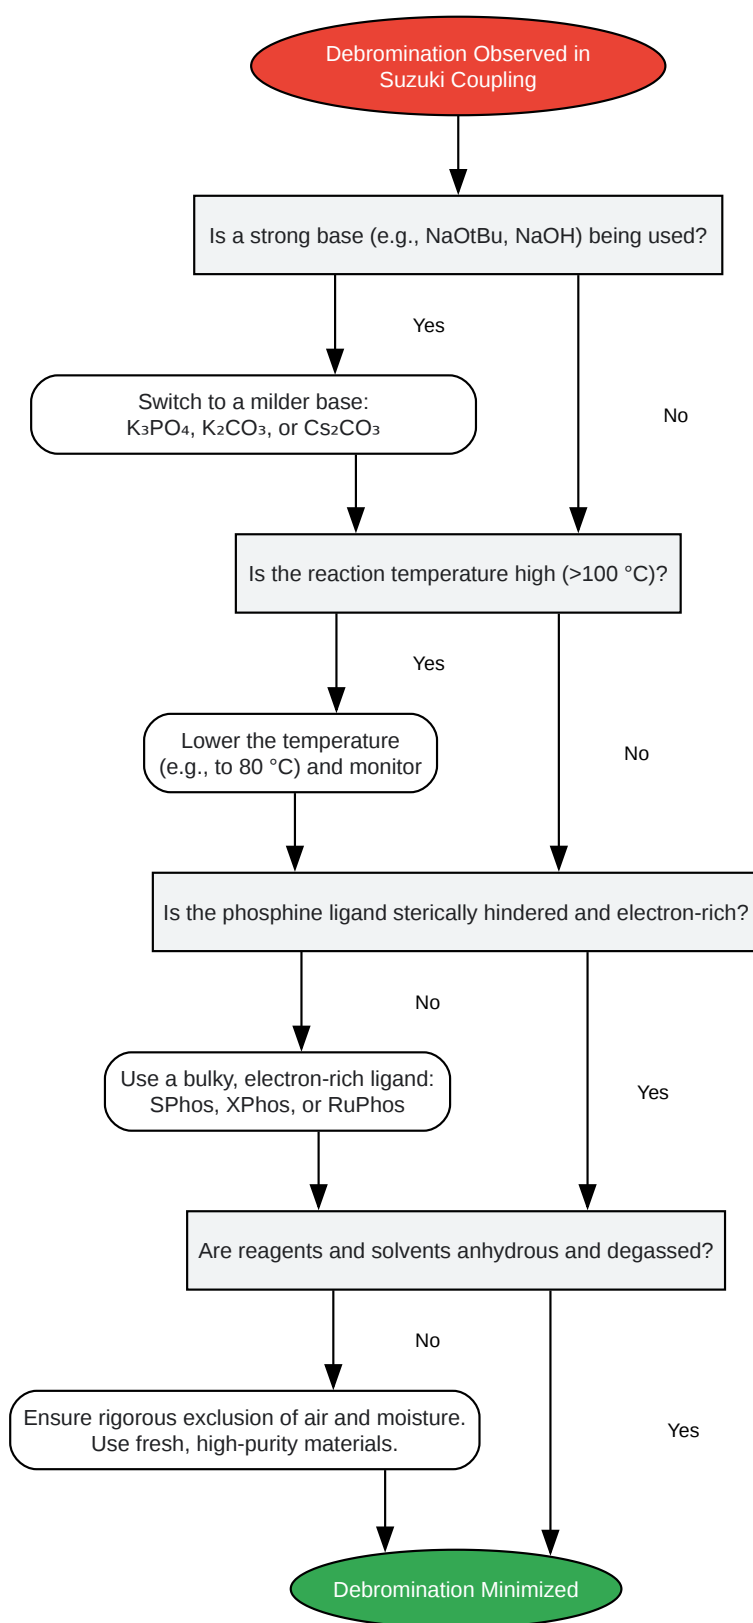 Debromination Observed in
Suzuki Coupling
Is a strong base (e.g., NaOtBu, NaOH) being used?
Yes
Switch to a milder base:
K₃PO₄, K₂CO₃, or Cs₂CO₃
No
Is the reaction temperature high (>100 °C)?
Yes
Lower the temperature
(e.g., to 80 °C) and monitor
No
Is the phosphine ligand sterically hindered and electron-rich?
No
Use a bulky, electron-rich ligand:
SPhos, XPhos, or RuPhos
Yes
Are reagents and solvents anhydrous and degassed?
No
Ensure rigorous exclusion of air and moisture.
Use fresh, high-purity materials.
Yes
Debromination Minimized